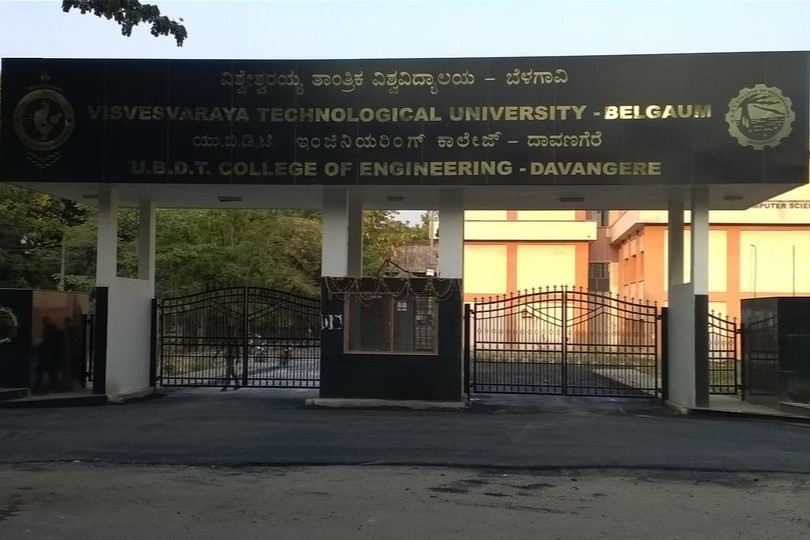 ವಿಶ್ವೇಶ್ವರಯ್ಯ ತಾಂತ್ರಿಕ ವಿಶ್ವವಿದ್ಯಾಲಯ – ಬೆಳಗಾವಿ
VISVESVARAYA TECHNOLOGICAL UNIVERSITY - BELGAUM
ಯು.ಬಿ.ಡಿ.ಟಿ. ಇಂಜಿನಿಯರಿಂಗ್ ಕಾಲೇಜ್ – ದಾವಣಗೆರೆ
U.B.D.T. COLLEGE OF ENGINEERING - DAVANGERE